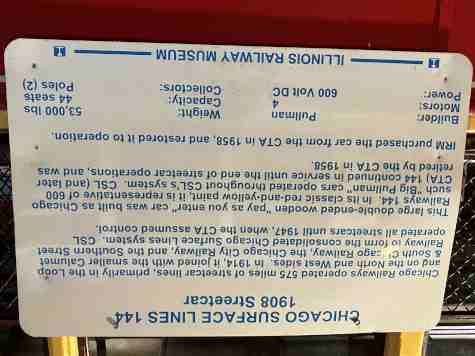 CHICAGO SURFACE LINES 144
1908 Streetcar
Chicago Railways operated 575 miles of streetcar lines, primarily in the Loop
and on the North and West sides. In 1914, it joined with the smaller Calumet
& South Chicago Railway, the Chicago City Railway, and the Southern Street
Railway to form the consolidated Chicago Surface Lines system. CSL
operated all streetcars until 1947, when the CTA assumed control.
This large double-ended wooden "pay as you enter" car was built as Chicago
Railways 144. In its classic red-and-yellow paint, it is representative of 600
such "Big Pullman" cars operated throughout CSL's system. CSL (and later
CTA) 144 continued in service until the end of streetcar operations, and was
retired by the CTA in 1958.
IRM purchased the car from the CTA in 1958, and restored it to operation.
Builder: Pullman Weight: 53,000 lbs
Motors: 4 Capacity: 44 seats
Power: 600 Volt DC Collectors: Poles (2)
ILLINOIS RAILWAY MUSEUM